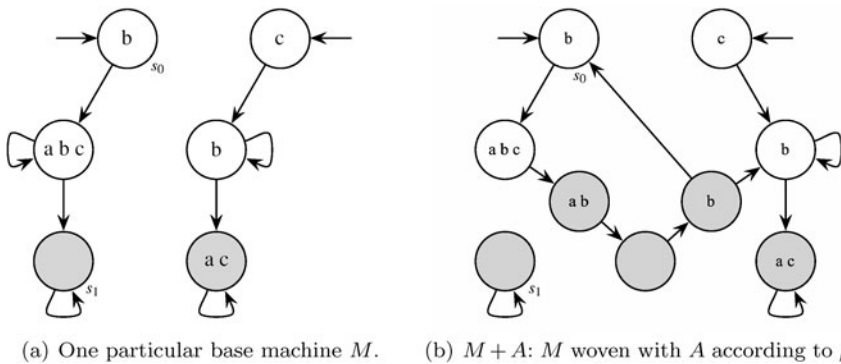 b
c
s₀
a b c
b
s₁
a c
b
c
s₀
a b c
b
a b
b
s₁
a c
(a) One particular base machine M.
(b) M + A: M woven with A according to